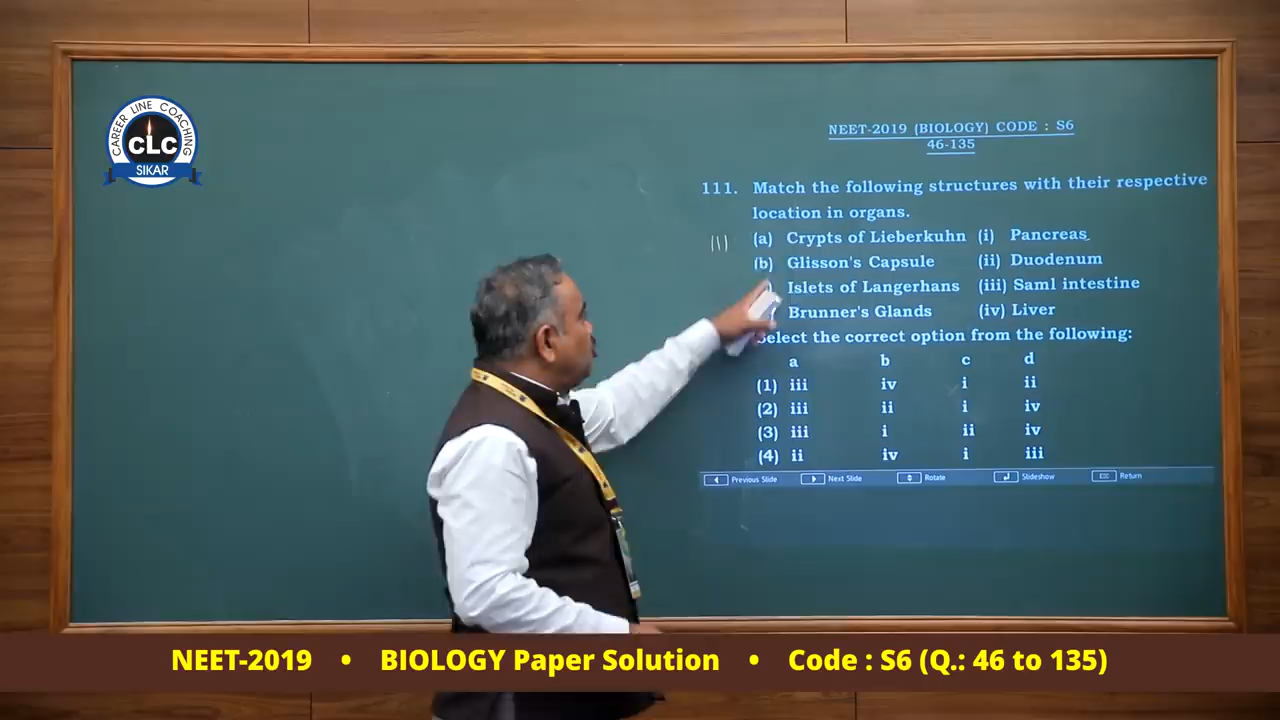 CAREER LINE COACHING
CLC
SIKAR
NEET-2019 (BIOLOGY) CODE : S6
46-135
111. Match the following structures with their respective
location in organs.
(a) Crypts of Lieberkuhn (i) Pancreas
(b) Glisson's Capsule (ii) Duodenum
Islets of Langerhans (iii) Saml intestine
Brunner's Glands (iv) Liver
Select the correct option from the following:
a b c d
(1) iii iv i ii
(2) iii ii i iv
(3) iii i ii iv
(4) ii iv i iii
Previous Slide Next Slide Rotate Slideshow ESC Return
NEET-2019 • BIOLOGY Paper Solution • Code : S6 (Q.: 46 to 135)